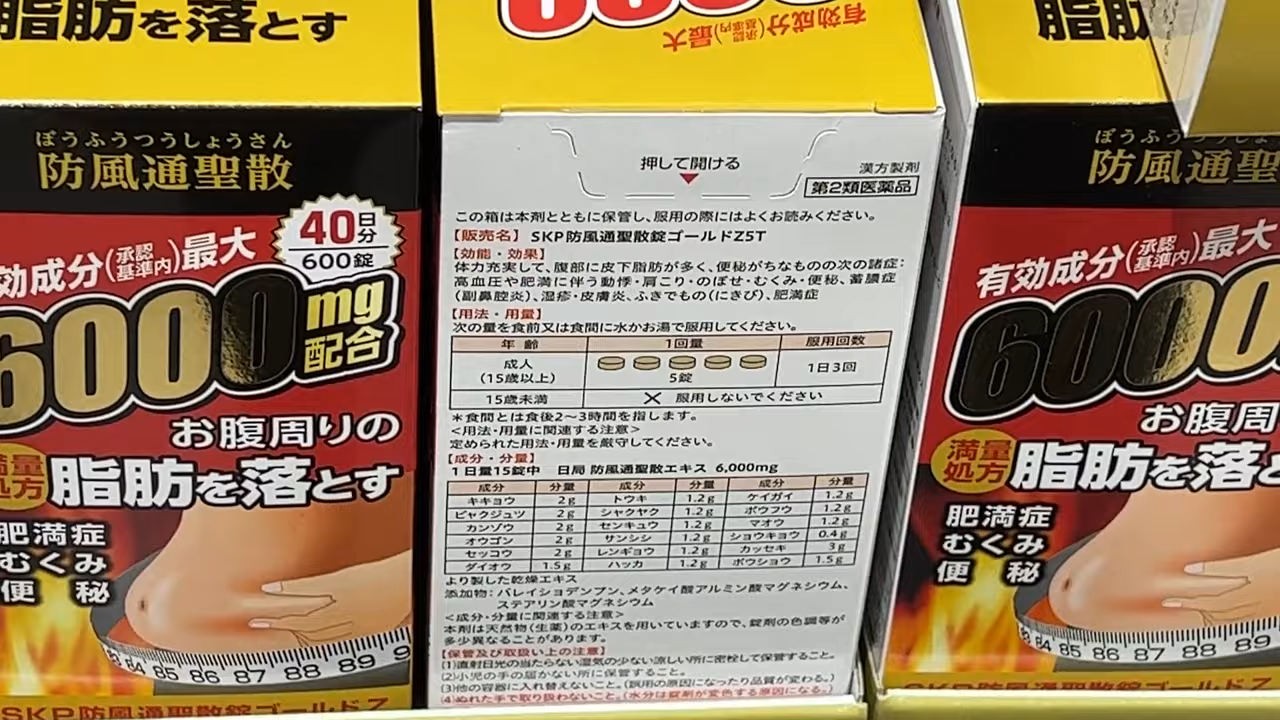 脂肪を落とす
ぼうふうつうしょうさん
防風通聖散
40日分
600錠
効成分(承認基準内)最大
6000mg配合
お腹周りの
満量処方 脂肪を落とす
肥満症
むくみ
便秘
84 85 86 87 88 89 9
SKP防風通聖散錠ゴールドZ
有効成分(承認基準内)最大
押して開ける
漢方製剤
第2類医薬品
この箱は本剤とともに保管し、服用の際にはよくお読みください。
【販売名】 SKP防風通聖散錠ゴールドZ5T
【効能・効果】
体力充実して、腹部に皮下脂肪が多く、便秘がちなものの次の諸症:
高血圧や肥満に伴う動悸・肩こり・のぼせ・むくみ・便秘、蓄膿症
(副鼻腔炎)、湿疹・皮膚炎、ふきでもの(にきび)、肥満症
【用法・用量】
次の量を食前又は食間に水かお湯で服用してください。
年齢 1回量 服用回数
成人
(15歳以上) 5錠 1日3回
15歳未満 ✕ 服用しないでください
*食間とは食後2〜3時間を指します。
<用法・用量に関連する注意>
定められた用法・用量を厳守してください。
【成分・分量】
1日量15錠中 日局 防風通聖散エキス 6,000mg
成分 分量 成分 分量 成分 分量
キキョウ 2g トウキ 1.2g ケイガイ 1.2g
ビャクジュツ 2g シャクヤク 1.2g ボウフウ 1.2g
カンゾウ 2g センキュウ 1.2g マオウ 1.2g
オウゴン 2g サンシシ 1.2g ショウキョウ 0.4g
セッコウ 2g レンギョウ 1.2g カッセキ 3g
ダイオウ 1.5g ハッカ 1.2g ボウショウ 1.5g
より製した乾燥エキス
添加物:バレイショデンプン、メタケイ酸アルミン酸マグネシウム、
ステアリン酸マグネシウム
<成分・分量に関連する注意>
本剤は天然物(生薬)のエキスを用いていますので、錠剤の色調等が
多少異なることがあります。
【保管及び取扱い上の注意】
(1)直射日光の当たらない湿気の少ない涼しい所に密栓して保管すること。
(2)小児の手の届かない所に保管すること。
(3)他の容器に入れ替えないこと。(誤用の原因になったり品質が変わる。)
(4)ぬれた手で取り扱わないこと。(水分は錠剤が変色する原因になる。)
脂肪
ぼうふうつうしょ
防風通聖
有効成分(承認基準内)最大
6000
お腹周
満量処方 脂肪を落と
肥満症
むくみ
便秘
84 85 86 87 88 89